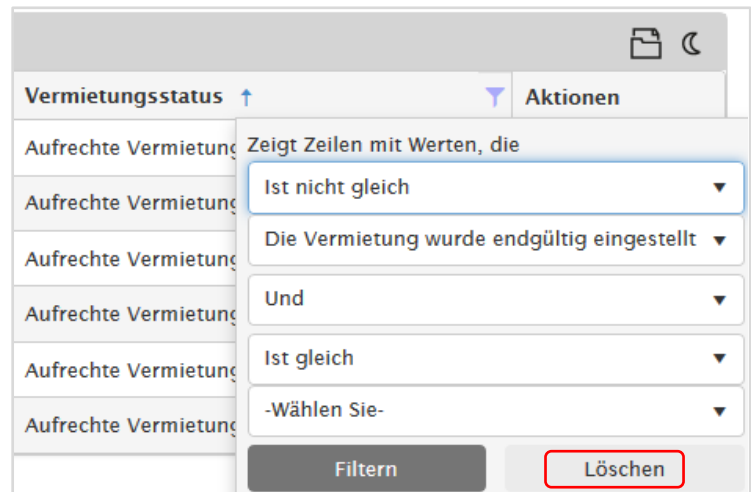 Vermietungsstatus ↑ Aktionen
Aufrechte Vermietung Zeigt Zeilen mit Werten, die
Ist nicht gleich
Aufrechte Vermietung
Die Vermietung wurde endgültig eingestellt
Aufrechte Vermietung
Und
Aufrechte Vermietung
Ist gleich
Aufrechte Vermietung
-Wählen Sie-
Aufrechte Vermietung
Filtern Löschen